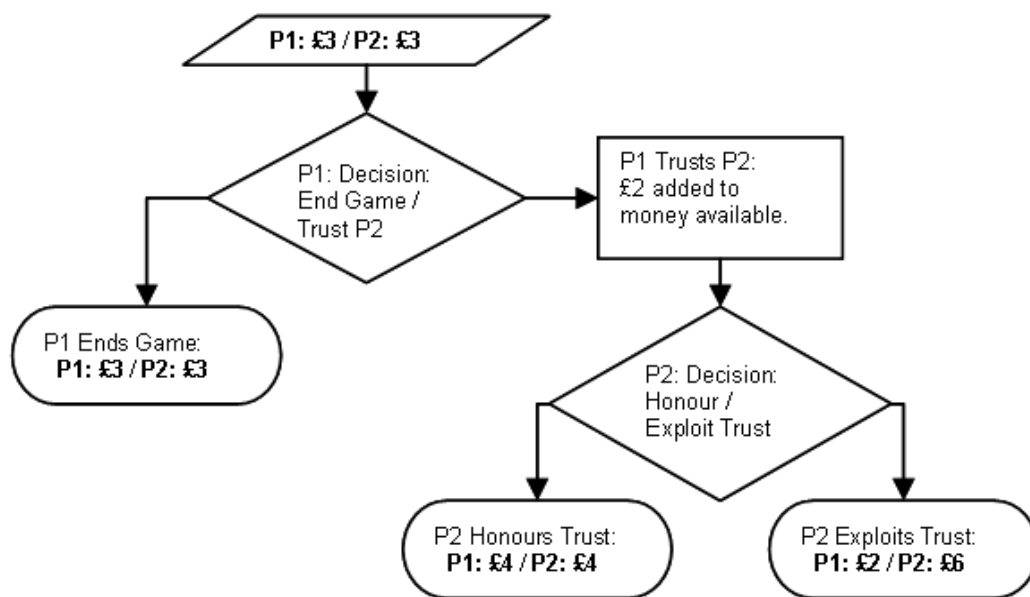 P1: £3 / P2: £3
P1: Decision:
End Game /
Trust P2
P1 Trusts P2:
£2 added to
money available.
P1 Ends Game:
P1: £3 / P2: £3
P2: Decision:
Honour /
Exploit Trust
P2 Honours Trust:
P1: £4 / P2: £4
P2 Exploits Trust:
P1: £2 / P2: £6